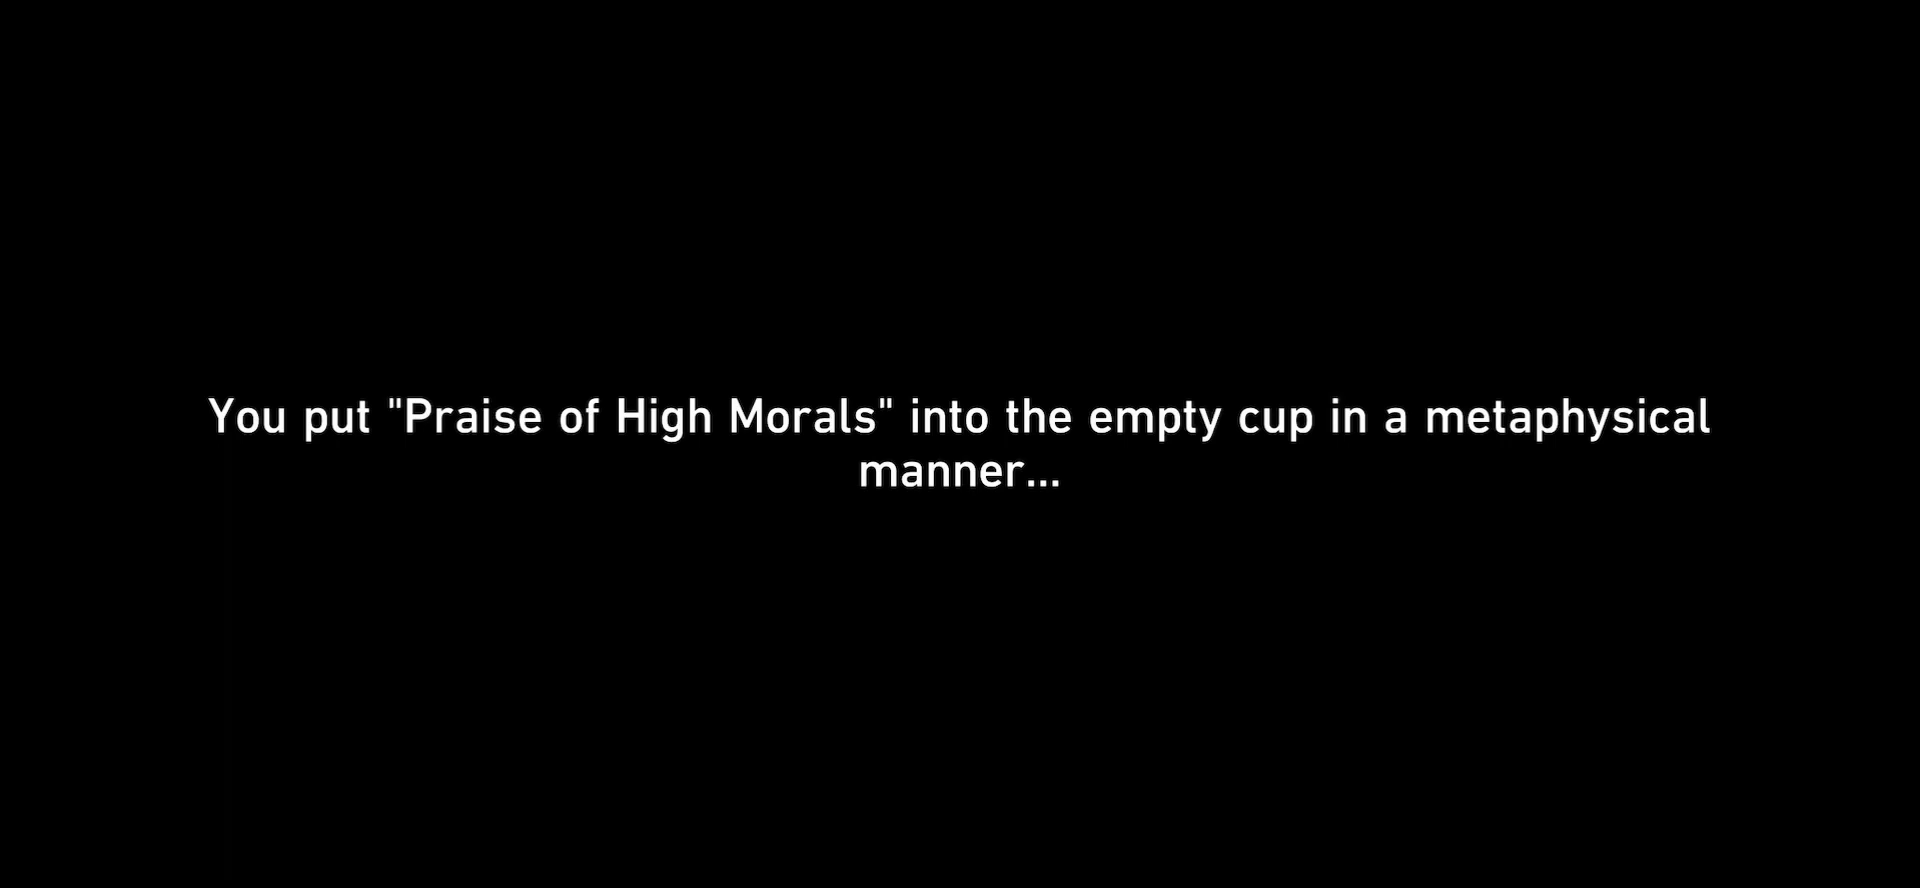 You put "Praise of High Morals" into the empty cup in a metaphysical
manner...